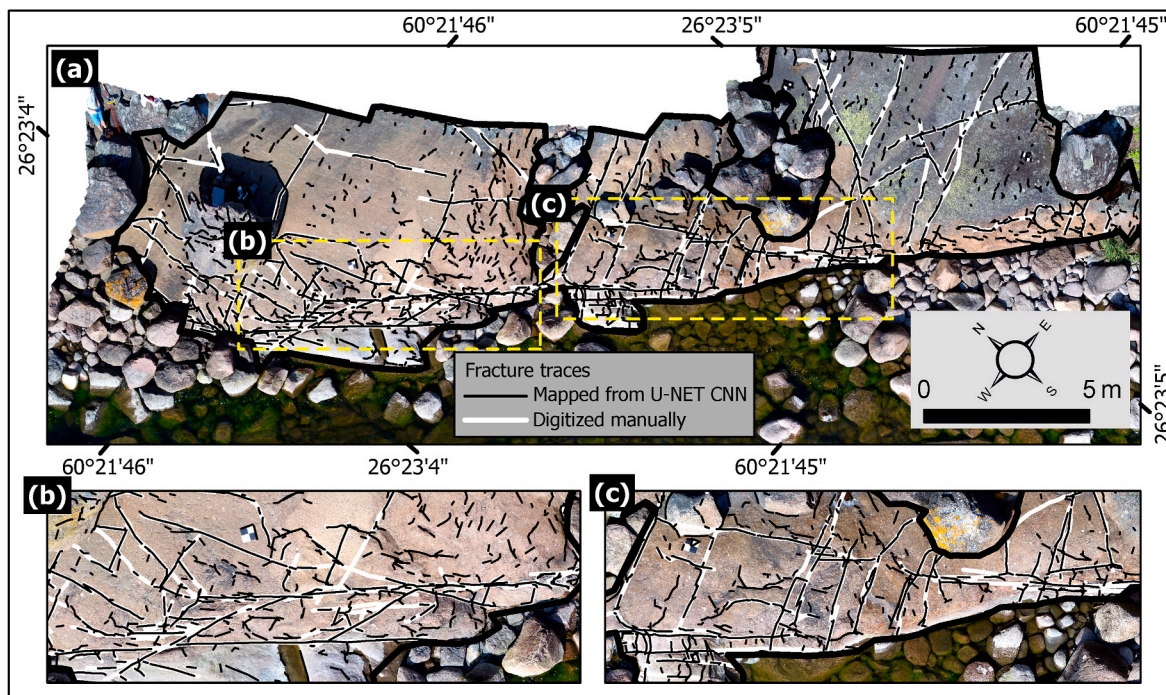 60°21'46" 26°23'5" 60°21'45"
(a)
26°23'4"
(c)
(b)
N E
W S
0 5 m
Fracture traces
Mapped from U-NET CNN
Digitized manually
26°23'5"
60°21'46" 26°23'4" 60°21'45"
(b) (c)